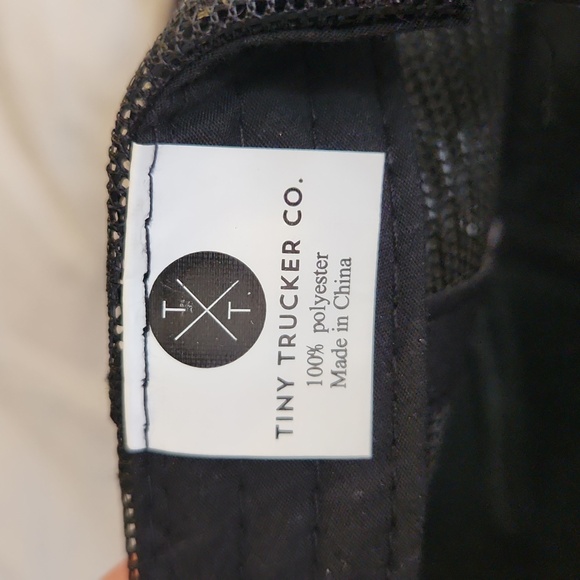 T
T.
TINY TRUCKER CO.
100% polyester
Made in China